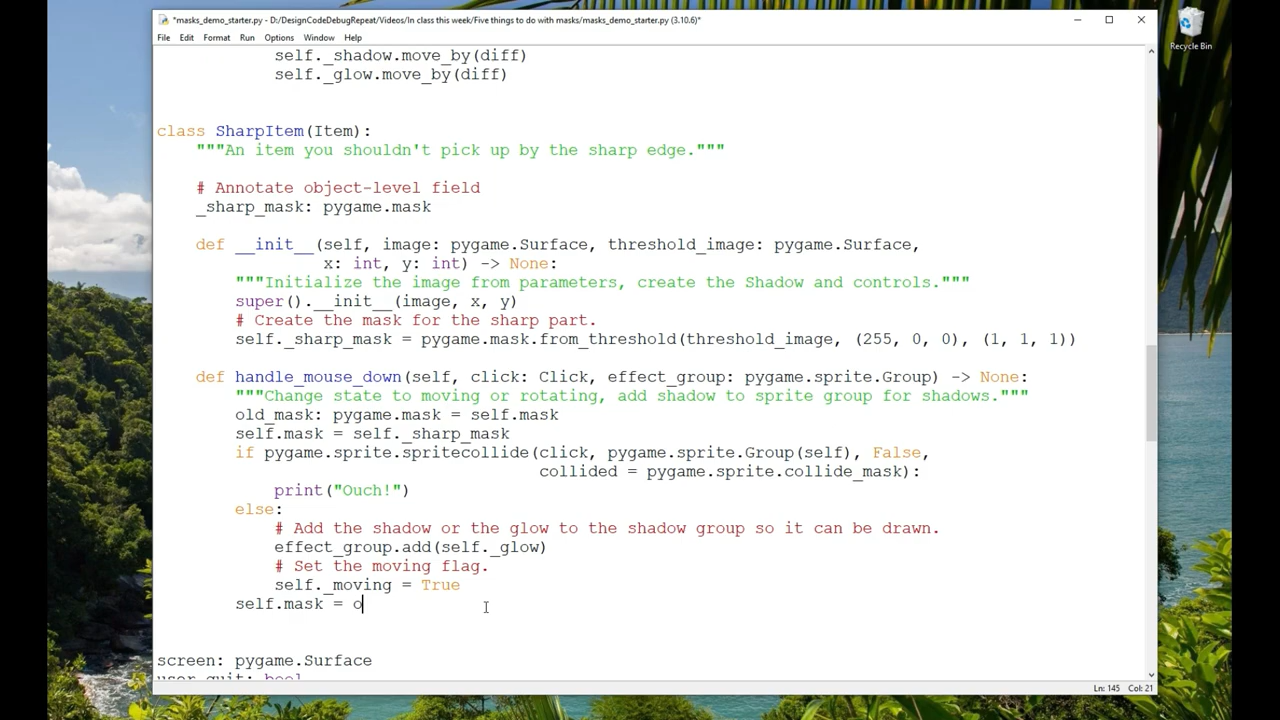 *masks_demo_starter.py - D:/DesignCodeDebugRepeat/Videos/In class this week/Five things to do with masks/masks_demo_starter.py (3.10.6)*
File Edit Format Run Options Window Help
Recycle Bin
self._shadow.move_by(diff)
self._glow.move_by(diff)
class SharpItem(Item):
"""An item you shouldn't pick up by the sharp edge."""
# Annotate object-level field
_sharp_mask: pygame.mask
def __init__(self, image: pygame.Surface, threshold_image: pygame.Surface,
x: int, y: int) -> None:
"""Initialize the image from parameters, create the Shadow and controls."""
super().__init__(image, x, y)
# Create the mask for the sharp part.
self._sharp_mask = pygame.mask.from_threshold(threshold_image, (255, 0, 0), (1, 1, 1))
def handle_mouse_down(self, click: Click, effect_group: pygame.sprite.Group) -> None:
"""Change state to moving or rotating, add shadow to sprite group for shadows."""
old_mask: pygame.mask = self.mask
self.mask = self._sharp_mask
if pygame.sprite.spritecollide(click, pygame.sprite.Group(self), False,
collided = pygame.sprite.collide_mask):
print("Ouch!")
else:
# Add the shadow or the glow to the shadow group so it can be drawn.
effect_group.add(self._glow)
# Set the moving flag.
self._moving = True
self.mask = o
screen: pygame.Surface
user_quit: bool
Ln: 145 Col: 21